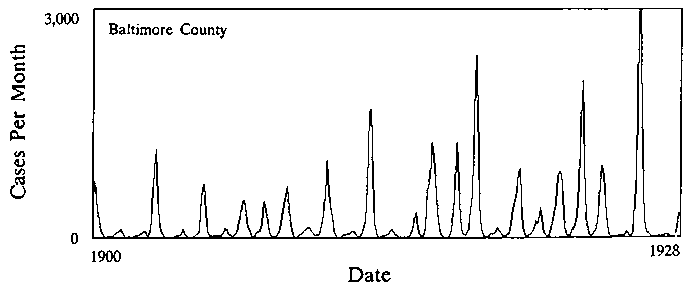 3,000
Baltimore County
Cases Per Month
0
1900
1928
Date